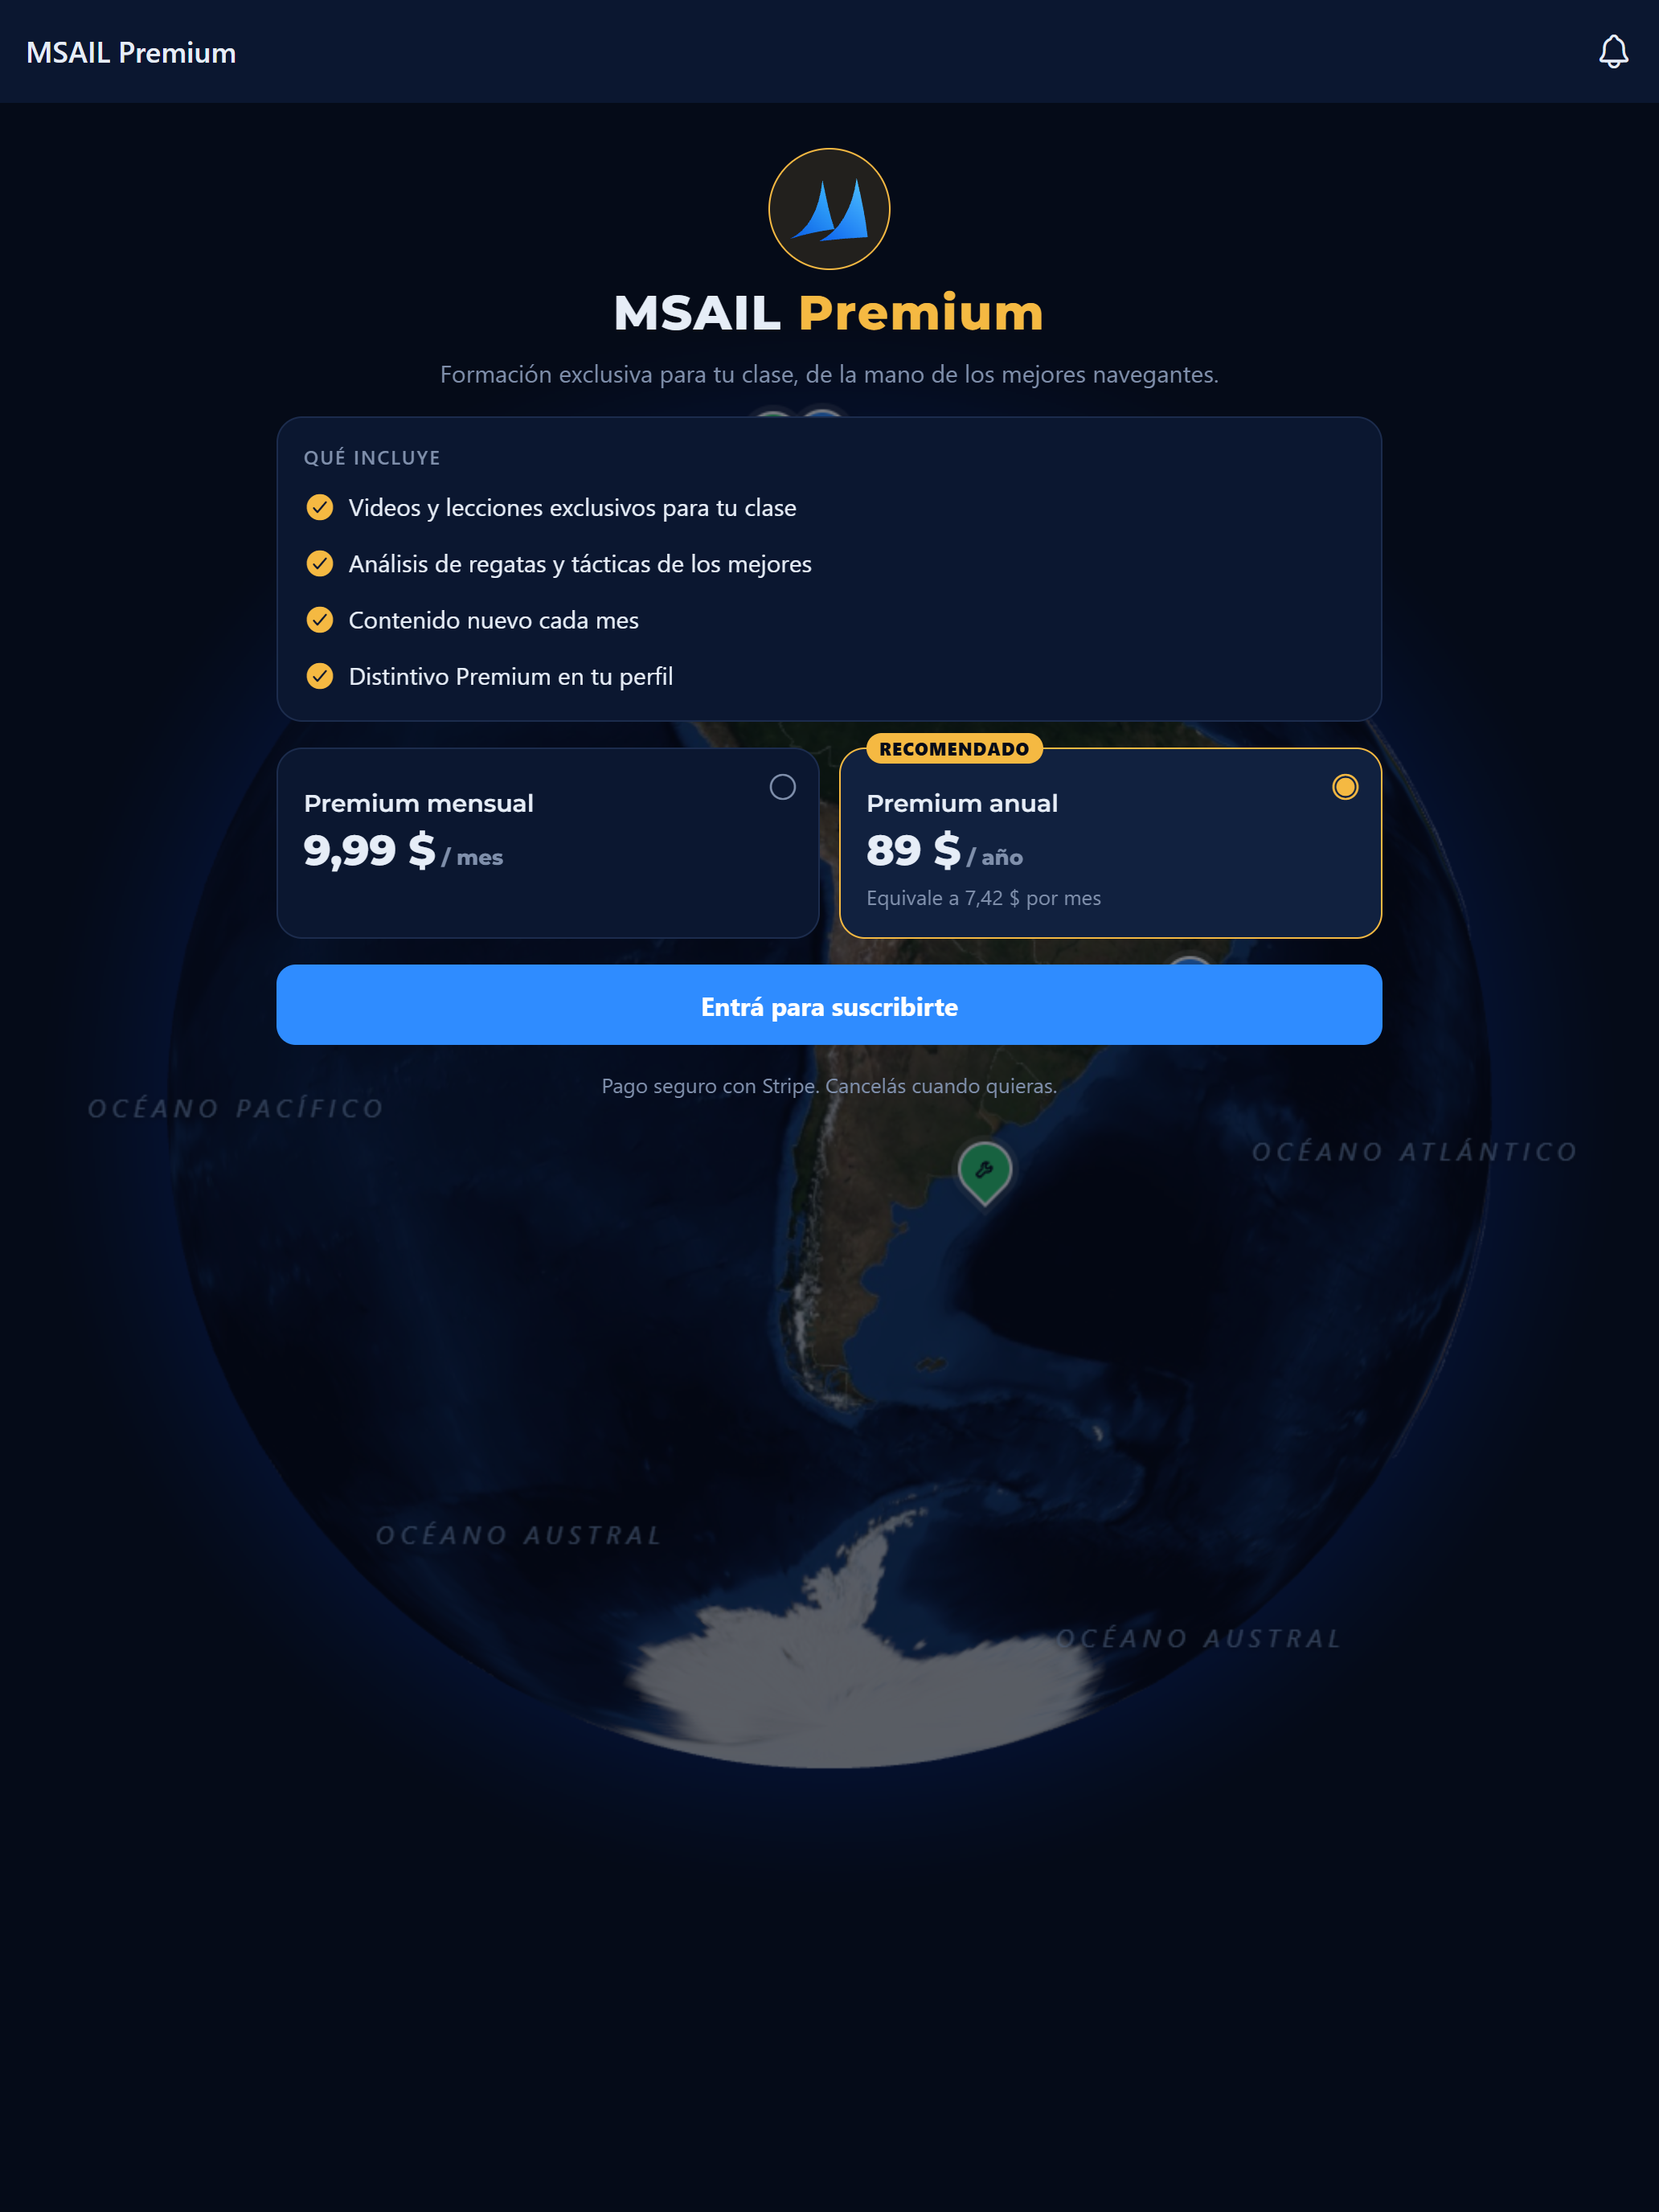 MSAIL Premium
MSAIL Premium
Formación exclusiva para tu clase, de la mano de los mejores navegantes.
QUÉ INCLUYE
Videos y lecciones exclusivos para tu clase
Análisis de regatas y tácticas de los mejores
Contenido nuevo cada mes
Distintivo Premium en tu perfil
Premium mensual
9,99 $ / mes
RECOMENDADO
Premium anual
89 $ / año
Equivale a 7,42 $ por mes
Entrá para suscribirte
Pago seguro con Stripe. Cancelás cuando quieras.
OCÉANO PACÍFICO
OCÉANO ATLÁNTICO
OCÉANO AUSTRAL
OCÉANO AUSTRAL